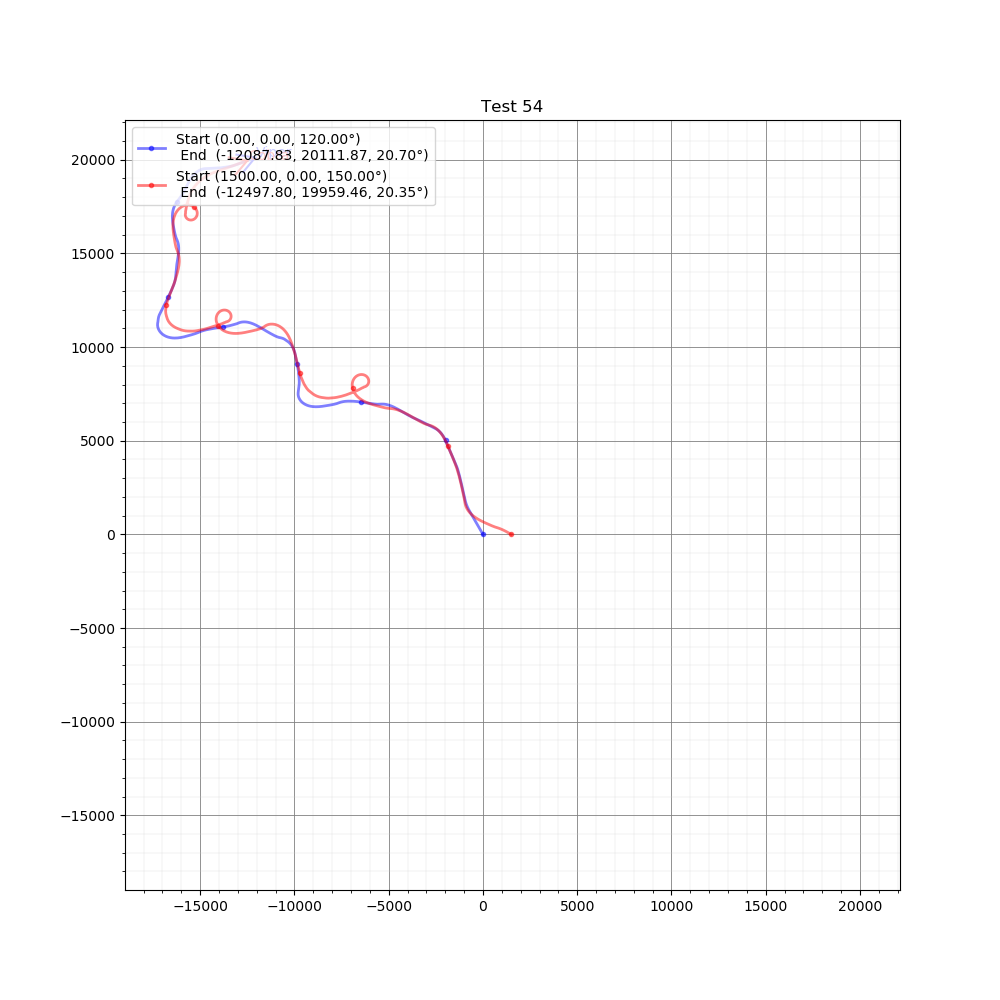 Test 54
Start (0.00, 0.00, 120.00°)
End (-12087.83, 20111.87, 20.70°)
Start (1500.00, 0.00, 150.00°)
End (-12497.80, 19959.46, 20.35°)
20000
15000
10000
5000
0
−5000
−10000
−15000
−15000 −10000 −5000 0 5000 10000 15000 20000